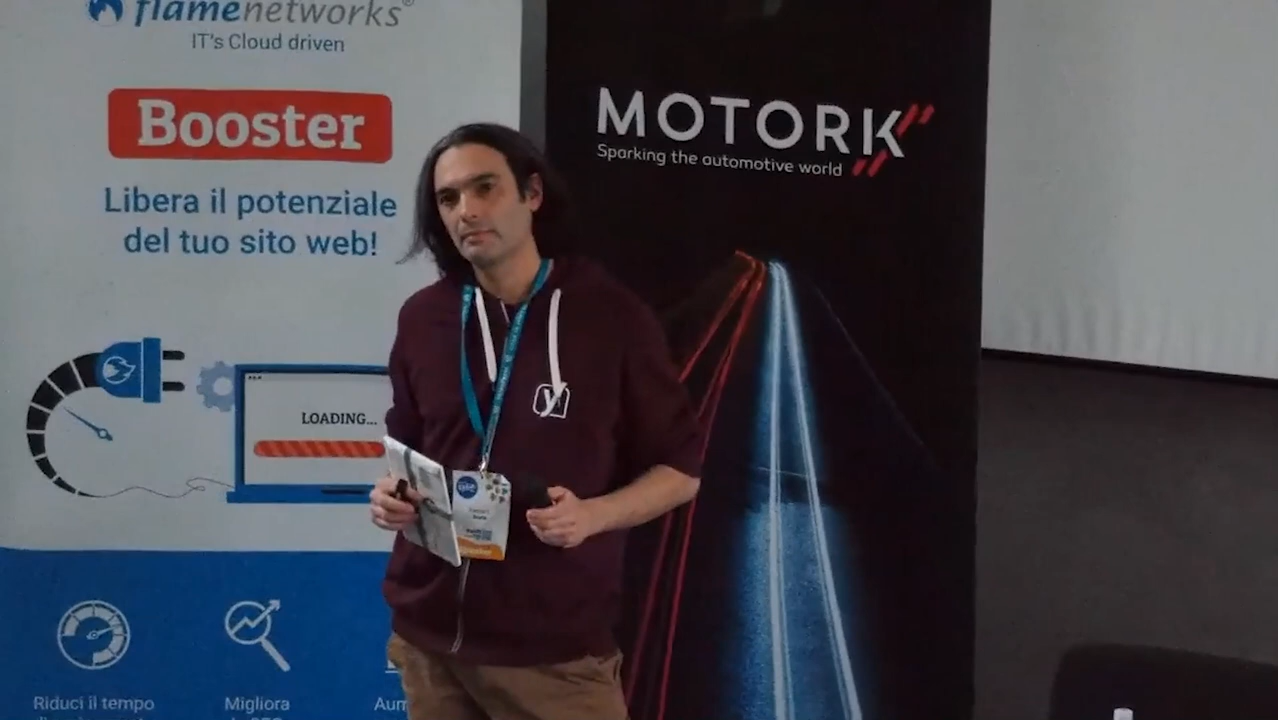 flamenetworks®
IT's Cloud driven
Booster
Libera il potenziale
del tuo sito web!
LOADING...
Riduci il tempo
Migliora
MOTORK
Sparking the automotive world
y